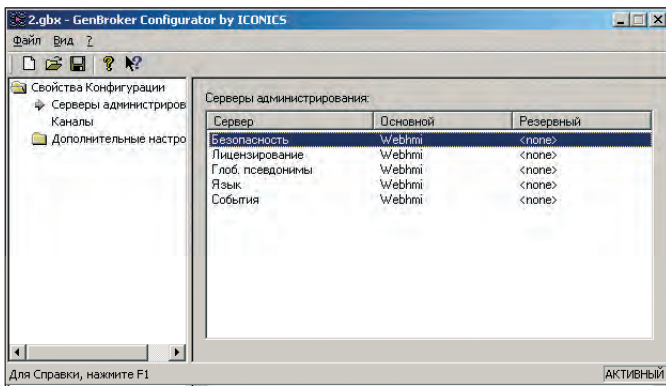 2.gbx - GenBroker Configurator by ICONICS
Файл Вид ?
Свойства Конфигурации
Серверы администриров
Каналы
Дополнительные настро
Серверы администрирования:
Сервер Основной Резервный
Безопасность Webhmi <none>
Лицензирование Webhmi <none>
Глоб. псевдонимы Webhmi <none>
Язык Webhmi <none>
События Webhmi <none>
Для Справки, нажмите F1 АКТИВНЫЙ